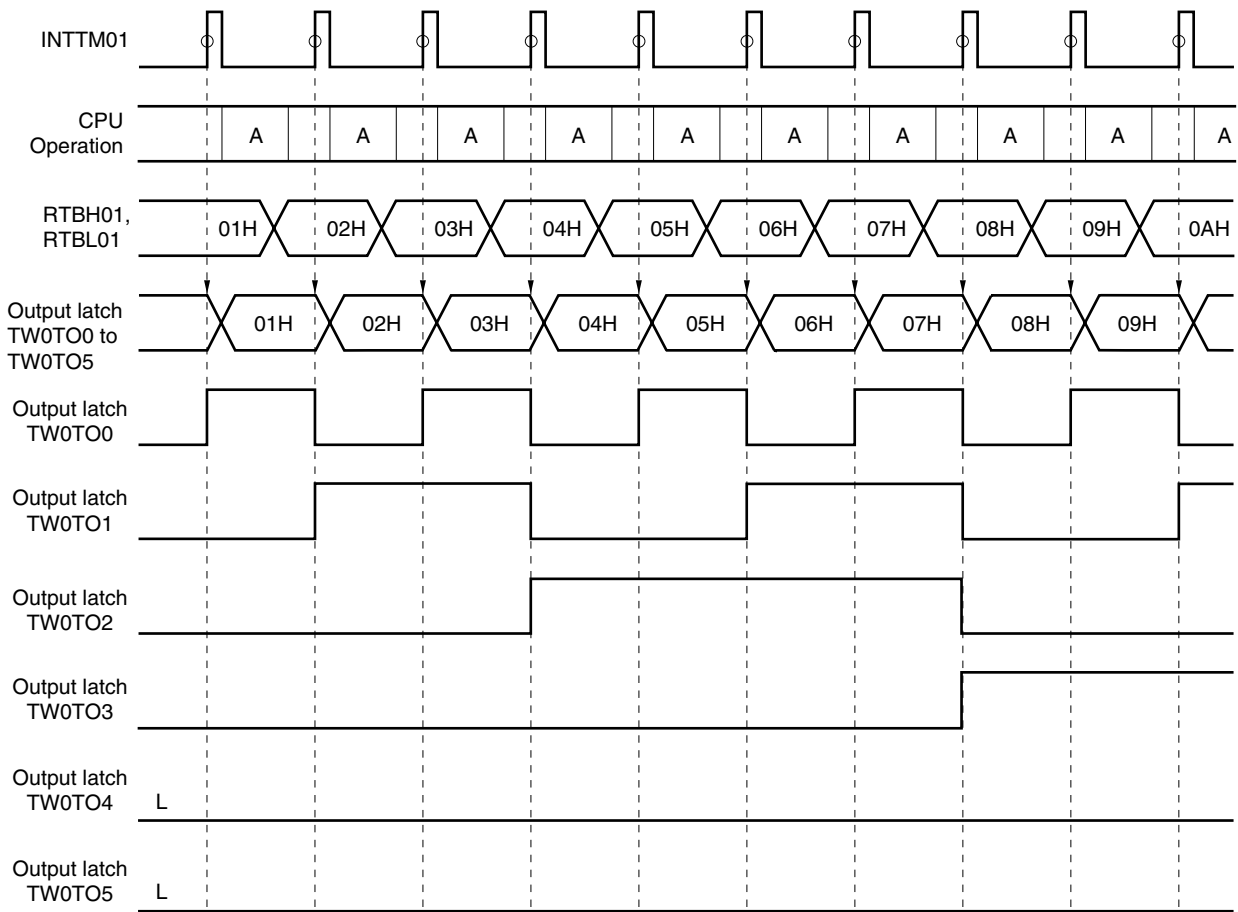 INTTM01
CPU
Operation
A A A A A A A A A A
RTBH01,
RTBL01
01H 02H 03H 04H 05H 06H 07H 08H 09H 0AH
Output latch
TW0TO0 to
TW0TO5
01H 02H 03H 04H 05H 06H 07H 08H 09H
Output latch
TW0TO0
Output latch
TW0TO1
Output latch
TW0TO2
Output latch
TW0TO3
Output latch
TW0TO4
L
Output latch
TW0TO5
L